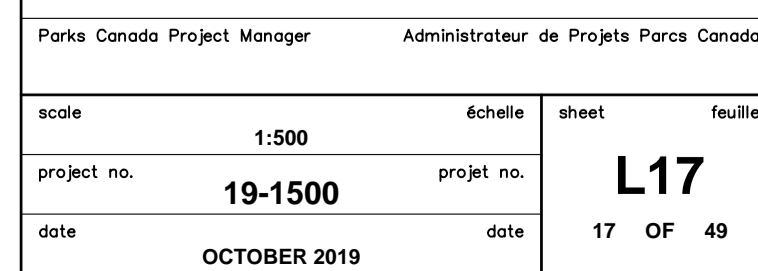 Parks Canada Project Manager Administrateur de Projets Parcs Canada
scale échelle
1:500
project no. projet no.
19-1500
date date
OCTOBER 2019
sheet feuille
L17
17 OF 49